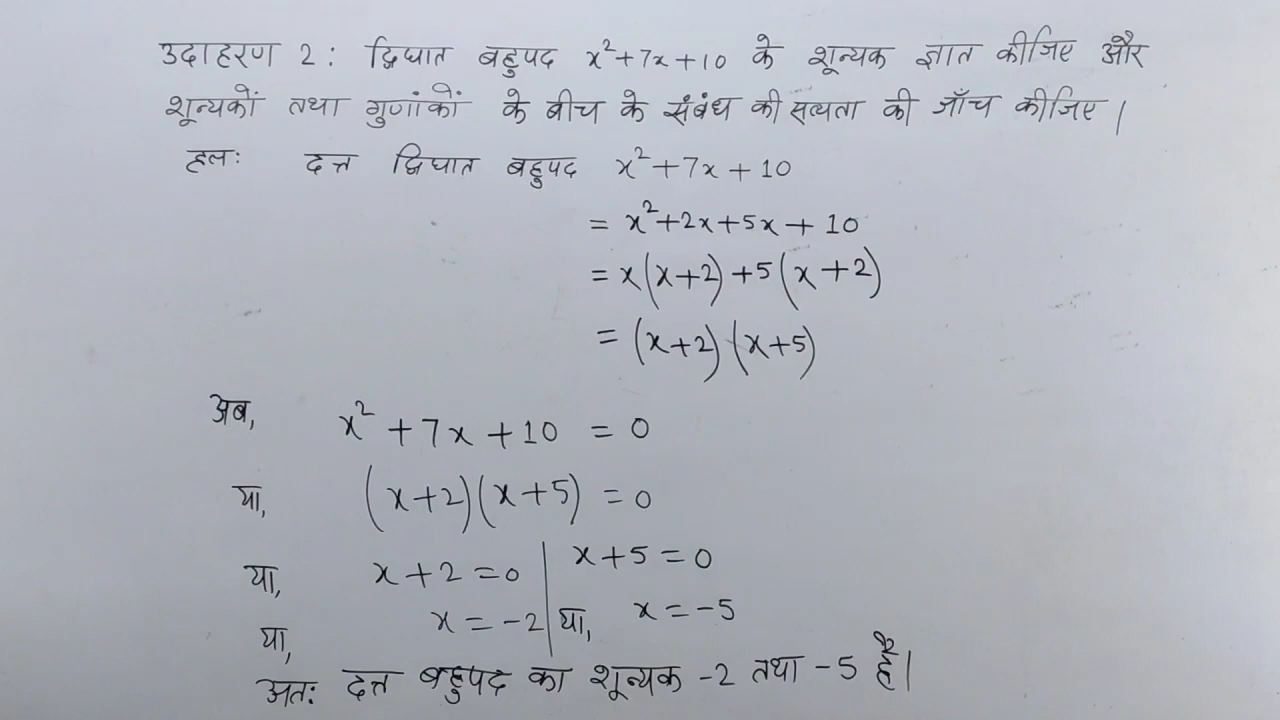 उदाहरण 2: द्विघात बहुपद x²+7x+10 के शून्यक ज्ञात कीजिए और
शून्यकों तथा गुणांकों के बीच के संबंध की सत्यता की जाँच कीजिए।
हलः दत्त द्विघात बहुपद x²+7x+10
= x²+2x+5x+10
= x(x+2)+5(x+2)
= (x+2)(x+5)
अब, x²+7x+10 = 0
या, (x+2)(x+5) = 0
या, x+2=0 | x+5=0
या, x=-2 | या, x=-5
अतः दत्त बहुपद का शून्यक -2 तथा -5 है।